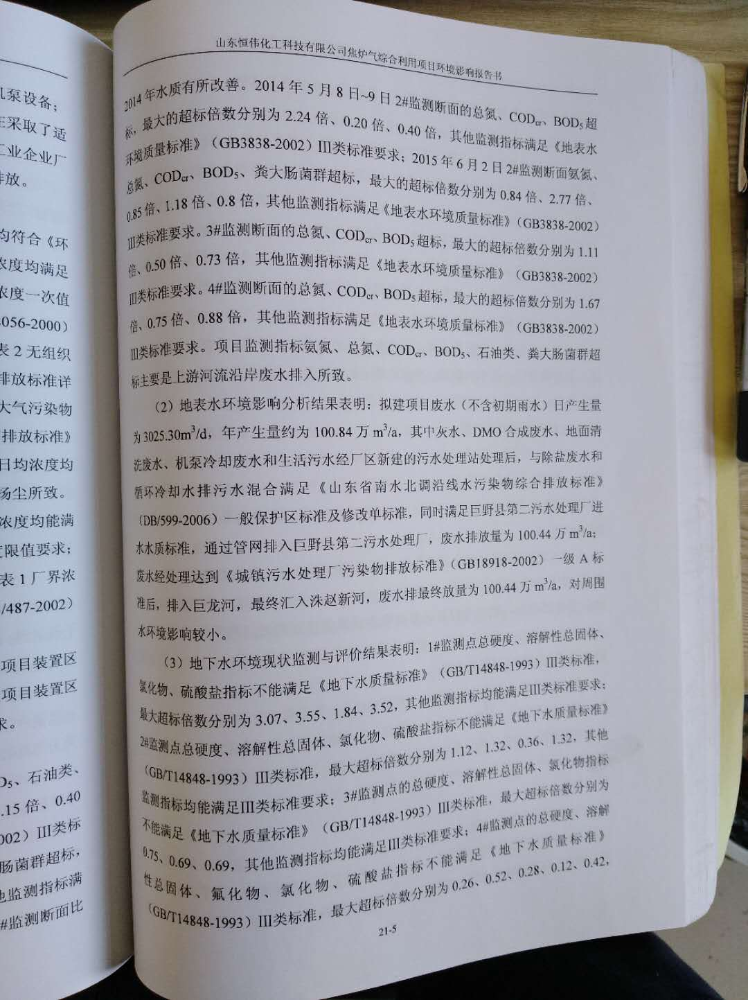 机泵设备；
采取了适
工业企业厂
排放。
均符合《环
浓度均满足
浓度一次值
056-2000）
表 2 无组织
排放标准详
大气污染物
排放标准》
日均浓度均
扬尘所致。
浓度均能满
限值要求；
表 1 厂界浓
/487-2002）
项目装置区
项目装置区
求。
D₅、石油类、
.15 倍、0.40
002）Ⅲ类标
肠菌群超标，
他监测指标满
#监测断面比
山东恒伟化工科技有限公司焦炉气综合利用项目环境影响报告书
2014 年水质有所改善。2014 年 5 月 8 日~9 日 2#监测断面的总氮、CODcr、BOD₅ 超
标，最大的超标倍数分别为 2.24 倍、0.20 倍、0.40 倍，其他监测指标满足《地表水
环境质量标准》（GB3838-2002）Ⅲ类标准要求；2015 年 6 月 2 日 2#监测断面氨氮、
总氮、CODcr、BOD₅、粪大肠菌群超标，最大的超标倍数分别为 0.84 倍、2.77 倍、
0.85 倍、1.18 倍、0.8 倍，其他监测指标满足《地表水环境质量标准》（GB3838-2002）
Ⅲ类标准要求。3#监测断面的总氮、CODcr、BOD₅ 超标，最大的超标倍数分别为 1.11
倍、0.50 倍、0.73 倍，其他监测指标满足《地表水环境质量标准》（GB3838-2002）
Ⅲ类标准要求。4#监测断面的总氮、CODcr、BOD₅ 超标，最大的超标倍数分别为 1.67
倍、0.75 倍、0.88 倍，其他监测指标满足《地表水环境质量标准》（GB3838-2002）
Ⅲ类标准要求。项目监测指标氨氮、总氮、CODcr、BOD₅、石油类、粪大肠菌群超
标主要是上游河流沿岸废水排入所致。
（2）地表水环境影响分析结果表明：拟建项目废水（不含初期雨水）日产生量
为 3025.30m³/d，年产生量约为 100.84 万 m³/a，其中灰水、DMO 合成废水、地面清
洗废水、机泵冷却废水和生活污水经厂区新建的污水处理站处理后，与除盐废水和
循环冷却水排污水混合满足《山东省南水北调沿线水污染物综合排放标准》
（DB/599-2006）一般保护区标准及修改单标准，同时满足巨野县第二污水处理厂进
水水质标准，通过管网排入巨野县第二污水处理厂，废水排放量为 100.44 万 m³/a；
废水经处理达到《城镇污水处理厂污染物排放标准》（GB18918-2002）一级 A 标
准后，排入巨龙河，最终汇入洙赵新河，废水排最终放量为 100.44 万 m³/a，对周围
水环境影响较小。
（3）地下水环境现状监测与评价结果表明：1#监测点总硬度、溶解性总固体、
氯化物、硫酸盐指标不能满足《地下水质量标准》（GB/T14848-1993）Ⅲ类标准，
最大超标倍数分别为 3.07、3.55、1.84、3.52，其他监测指标均能满足Ⅲ类标准要求；
2#监测点总硬度、溶解性总固体、氯化物、硫酸盐指标不能满足《地下水质量标准》
（GB/T14848-1993）Ⅲ类标准，最大超标倍数分别为 1.12、1.32、0.36、1.32，其他
监测指标均能满足Ⅲ类标准要求；3#监测点的总硬度、溶解性总固体、氯化物指标
不能满足《地下水质量标准》（GB/T14848-1993）Ⅲ类标准，最大超标倍数分别为
0.75、0.69、0.69，其他监测指标均能满足Ⅲ类标准要求；4#监测点的总硬度、溶解
性总固体、氟化物、氯化物、硫酸盐指标不能满足《地下水质量标准》
（GB/T14848-1993）Ⅲ类标准，最大超标倍数分别为 0.26、0.52、0.28、0.12、0.42，
21-5